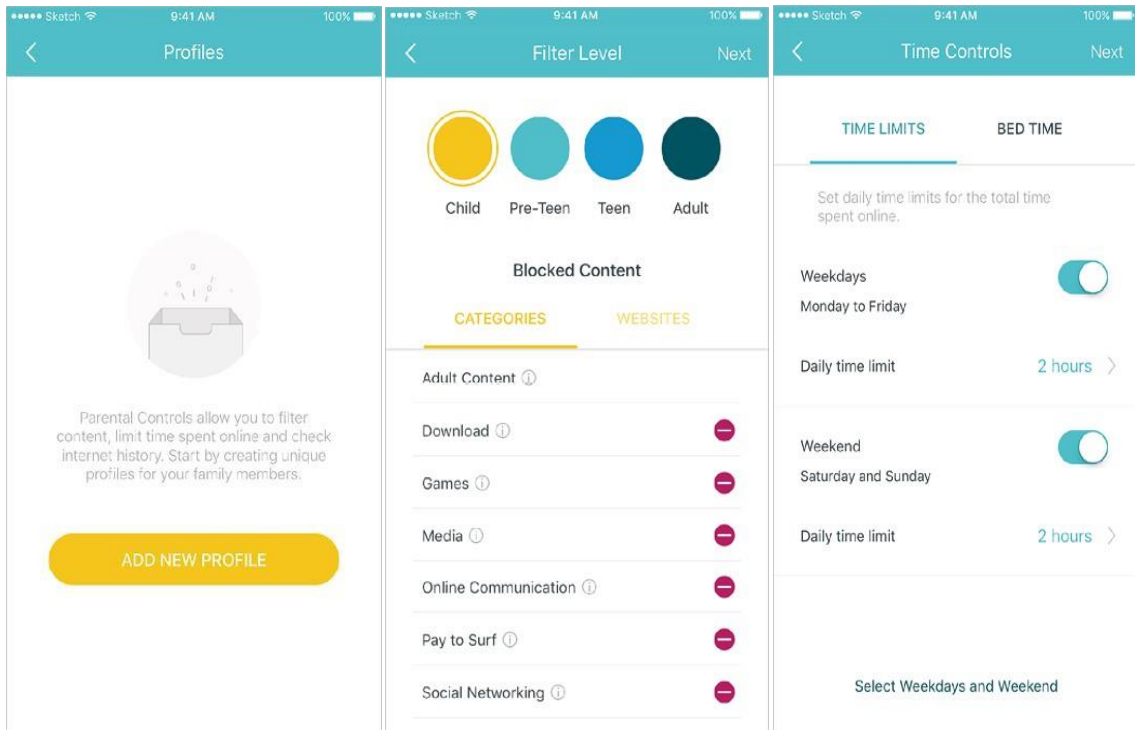 Sketch 9:41 AM 100%
Profiles
Parental Controls allow you to filter
content, limit time spent online and check
internet history. Start by creating unique
profiles for your family members.
ADD NEW PROFILE
Sketch 9:41 AM 100%
Filter Level Next
Child Pre-Teen Teen Adult
Blocked Content
CATEGORIES WEBSITES
Adult Content
Download
Games
Media
Online Communication
Pay to Surf
Social Networking
Sketch 9:41 AM 100%
Time Controls Next
TIME LIMITS BED TIME
Set daily time limits for the total time
spent online.
Weekdays
Monday to Friday
Daily time limit 2 hours
Weekend
Saturday and Sunday
Daily time limit 2 hours
Select Weekdays and Weekend